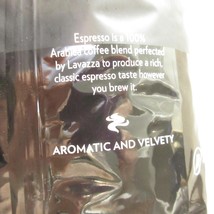 Espresso is a 100%
Arabica coffee blend perfected
by Lavazza to produce a rich,
classic espresso taste however
you brew it.
AROMATIC AND VELVETY